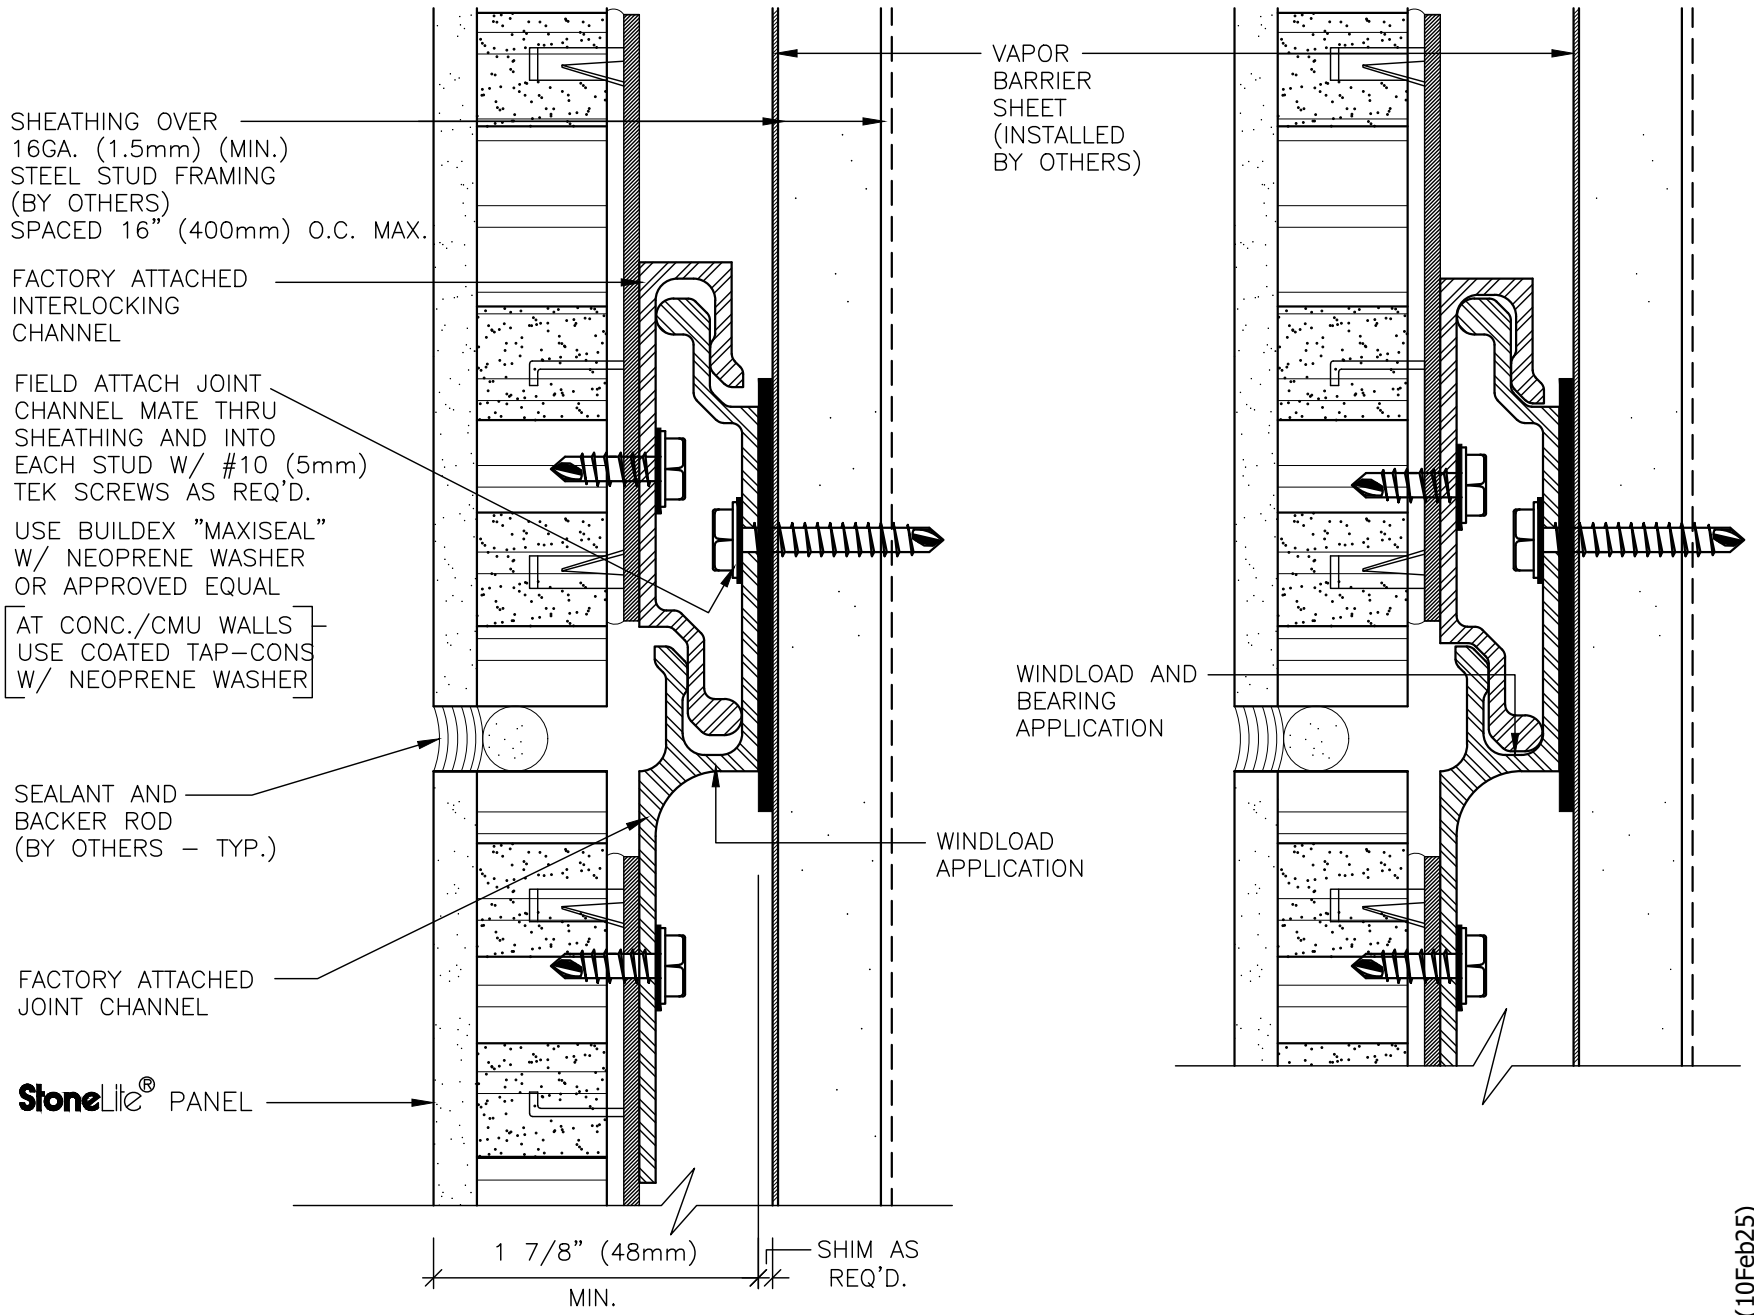 SHEATHING OVER
16GA. (1.5mm) (MIN.)
STEEL STUD FRAMING
(BY OTHERS)
SPACED 16" (400mm) O.C. MAX.
FACTORY ATTACHED
INTERLOCKING
CHANNEL
FIELD ATTACH JOINT
CHANNEL MATE THRU
SHEATHING AND INTO
EACH STUD W/ #10 (5mm)
TEK SCREWS AS REQ'D.
USE BUILDEX "MAXISEAL"
W/ NEOPRENE WASHER
OR APPROVED EQUAL
AT CONC./CMU WALLS
USE COATED TAP-CONS
W/ NEOPRENE WASHER
SEALANT AND
BACKER ROD
(BY OTHERS – TYP.)
FACTORY ATTACHED
JOINT CHANNEL
StoneLite® PANEL
VAPOR
BARRIER
SHEET
(INSTALLED
BY OTHERS)
WINDLOAD AND
BEARING
APPLICATION
WINDLOAD
APPLICATION
1 7/8" (48mm)
MIN.
SHIM AS
REQ'D.
(10Feb25)